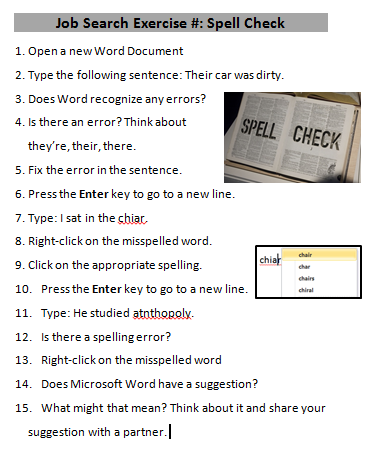 Job Search Exercise #: Spell Check
1. Open a new Word Document
2. Type the following sentence: Their car was dirty.
3. Does Word recognize any errors?
4. Is there an error? Think about
they're, their, there.
SPELL CHECK
5. Fix the error in the sentence.
6. Press the Enter key to go to a new line.
7. Type: I sat in the chiar.
8. Right-click on the misspelled word.
9. Click on the appropriate spelling.
chiar
chair
char
chairs
chiral
10. Press the Enter key to go to a new line.
11. Type: He studied atnthopoly.
12. Is there a spelling error?
13. Right-click on the misspelled word
14. Does Microsoft Word have a suggestion?
15. What might that mean? Think about it and share your
suggestion with a partner.